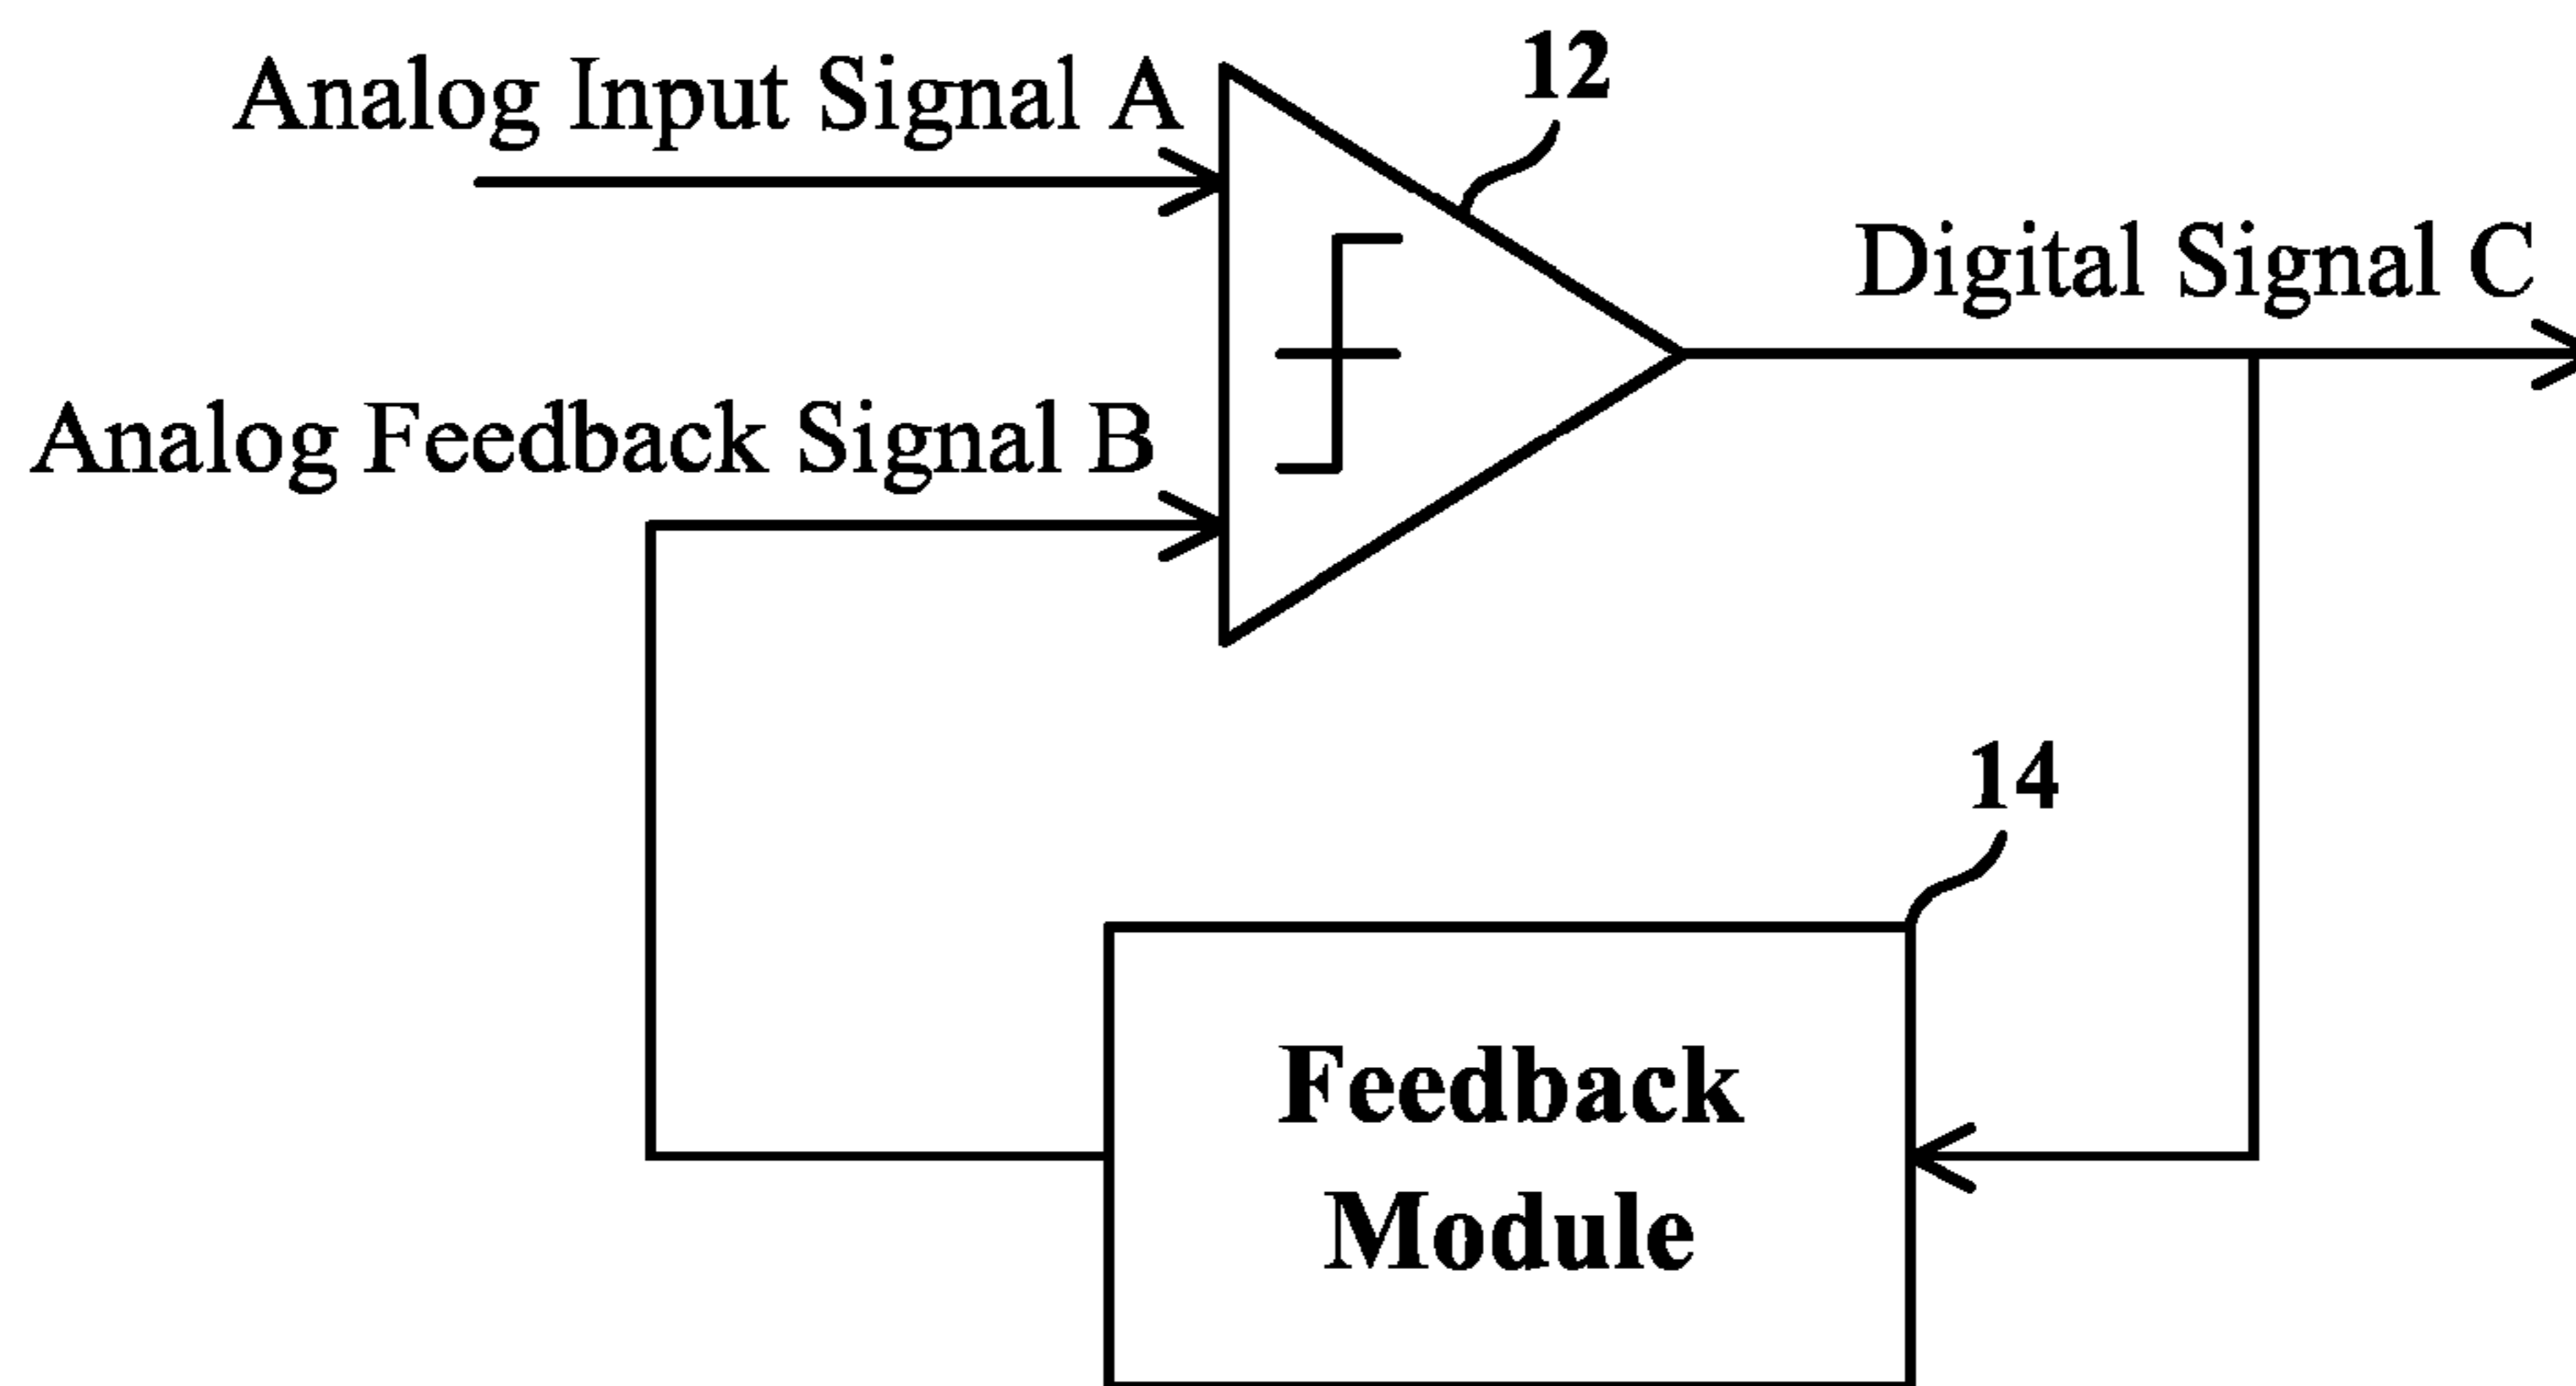 12
Analog Input Signal A
Digital Signal C
Analog Feedback Signal B
14
Feedback
Module